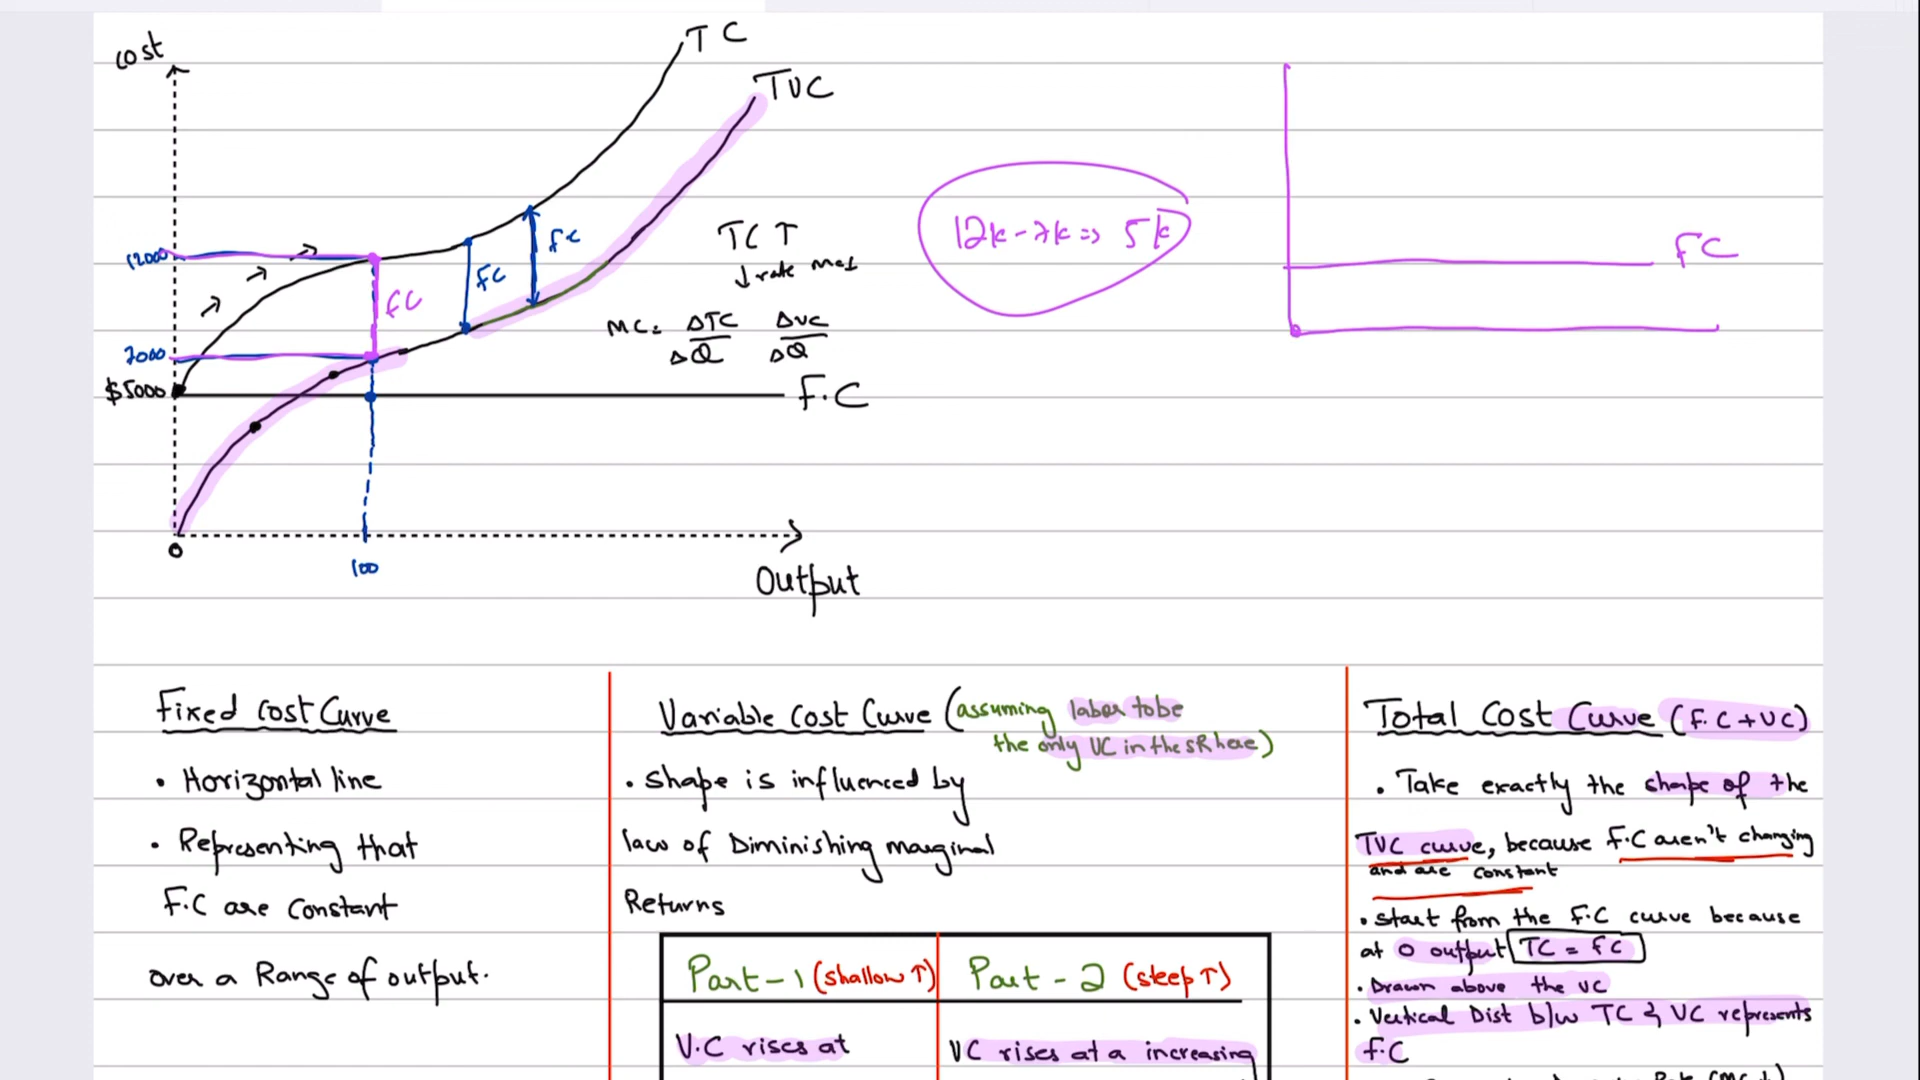 Cost
TC
TVC
12000
7000
$5000
FC
FC
FC
TC ↑
↓ rate MC↓
MC = ΔTC ΔVC
ΔQ ΔQ
F.C
0
100
Output
12k-7k => 5k
FC
Fixed Cost Curve
• Horizontal line
• Representing that
F.C are Constant
over a Range of output.
Variable Cost Curve (assuming labor to be
the only VC in the SR here)
• Shape is influenced by
law of Diminishing marginal
Returns
Part-1 (shallow ↑)
Part-2 (steep ↑)
V.C rises at
VC rises at a increasing
Total Cost Curve (F.C+VC)
• Take exactly the shape of the
TVC curve, because F.C aren't changing
and are constant
• Start from the F.C curve because
at 0 output TC = FC
• Drawn above the VC
• Vertical Dist b/w TC & VC represents
F.C